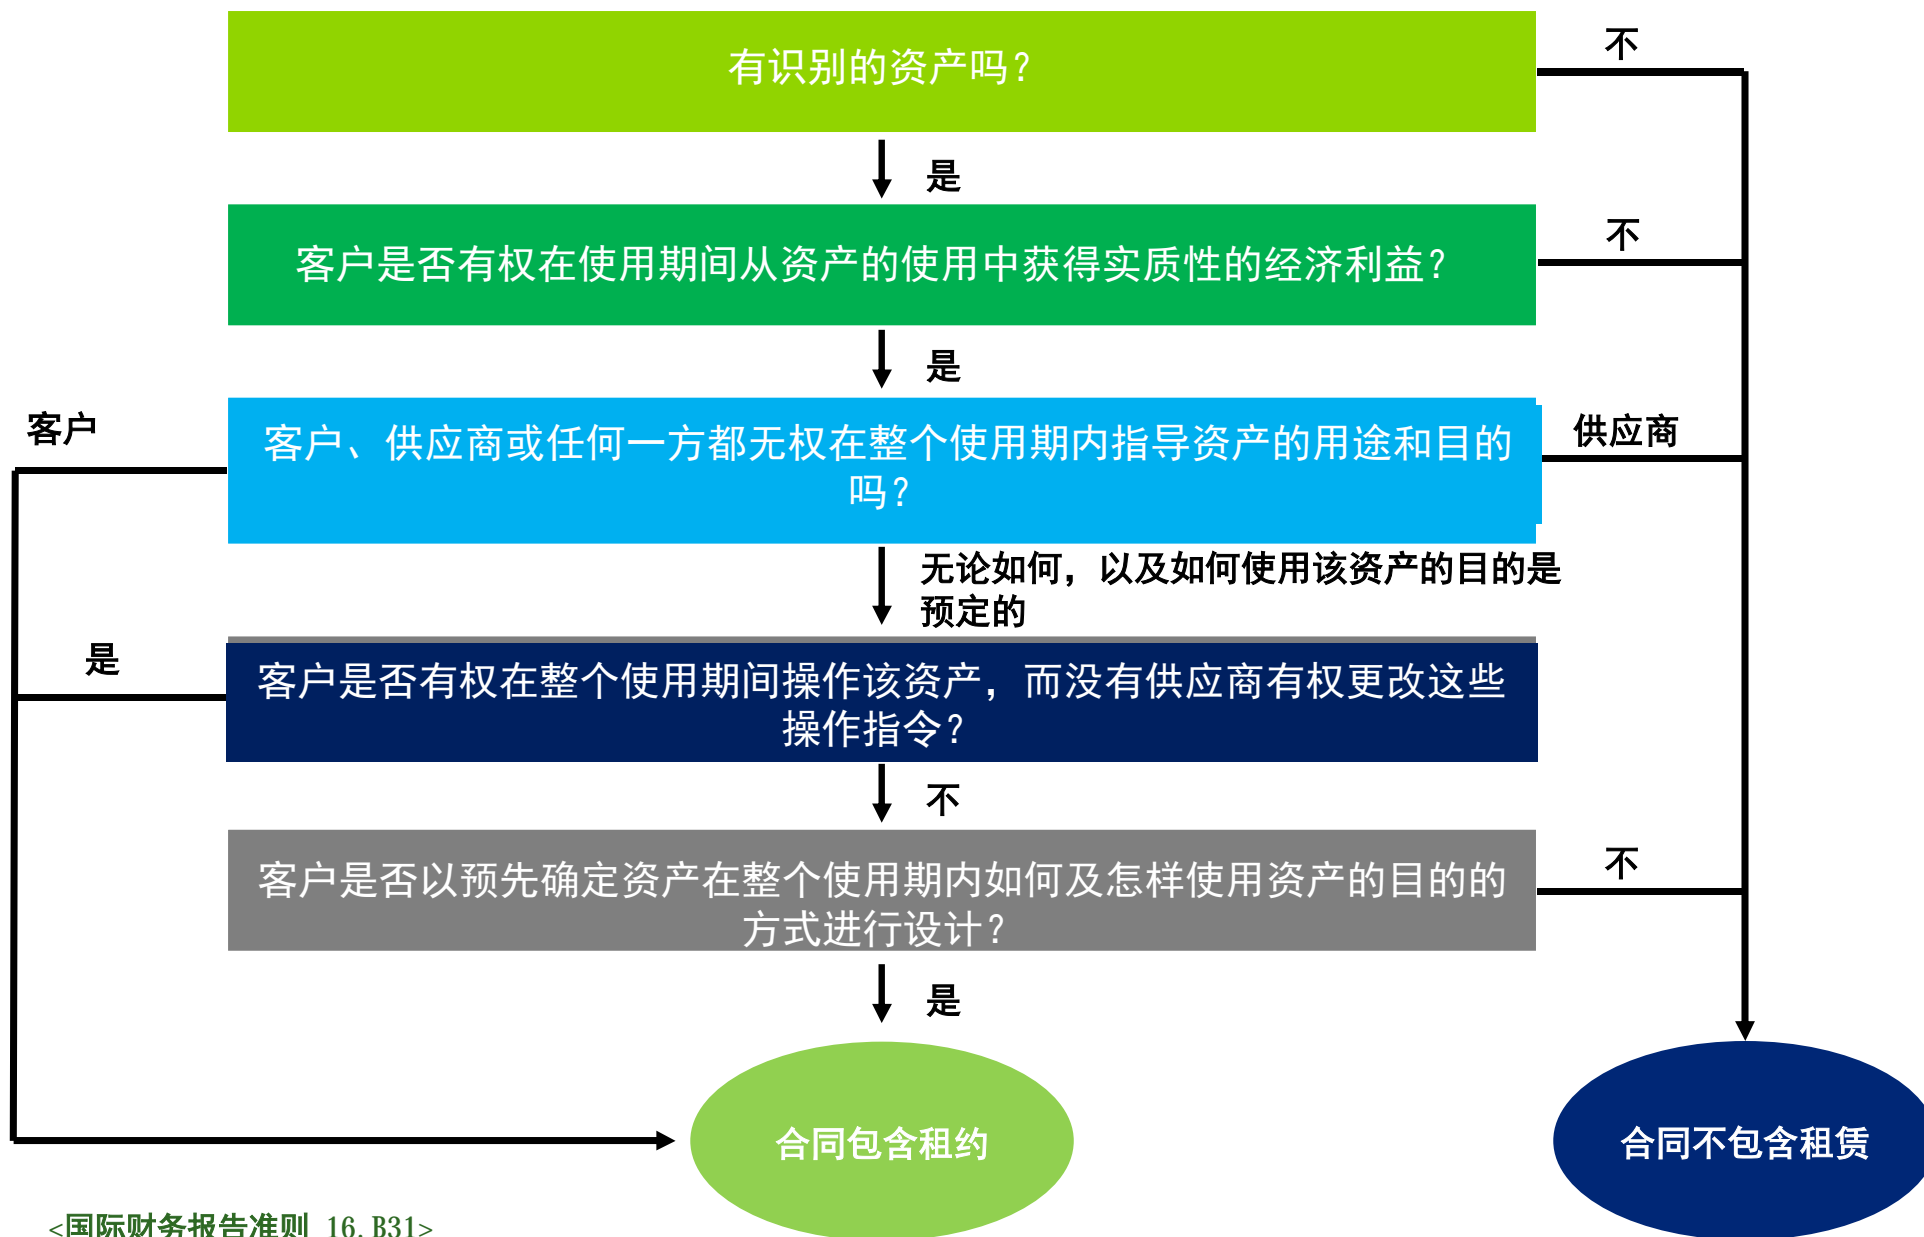 有识别的资产吗？
不
是
客户是否有权在使用期间从资产的使用中获得实质性的经济利益？
不
是
客户
客户、供应商或任何一方都无权在整个使用期内指导资产的用途和目的
吗？
供应商
无论如何，以及如何使用该资产的目的是
预定的
是
客户是否有权在整个使用期间操作该资产，而没有供应商有权更改这些
操作指令？
不
客户是否以预先确定资产在整个使用期内如何及怎样使用资产的目的的
方式进行设计？
不
是
合同包含租约
合同不包含租赁
<国际财务报告准则 16. B31>